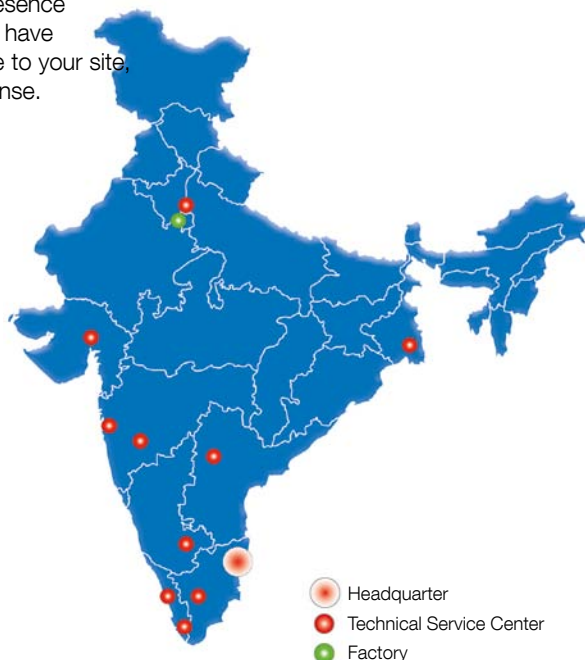 esence
have
e to your site,
nse.
Headquarter
Technical Service Center
Factory